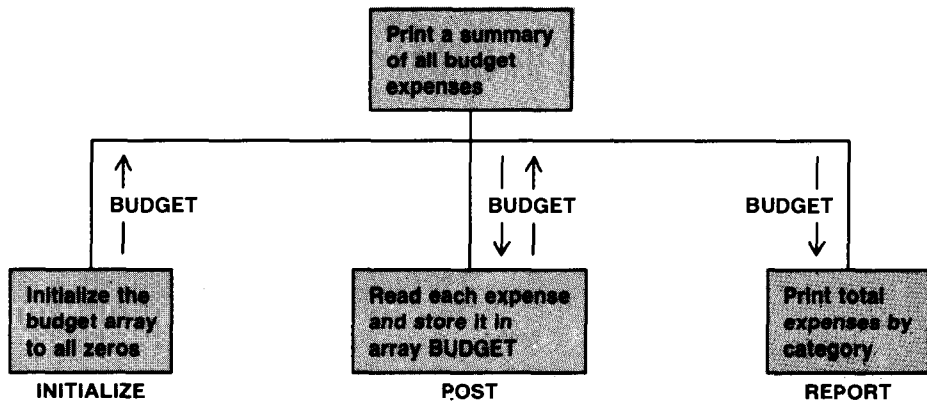 Print a summary
of all budget
expenses
BUDGET
BUDGET
BUDGET
Initialize the
budget array
to all zeros
INITIALIZE
Read each expense
and store it in
array BUDGET
POST
Print total
expenses by
category
REPORT